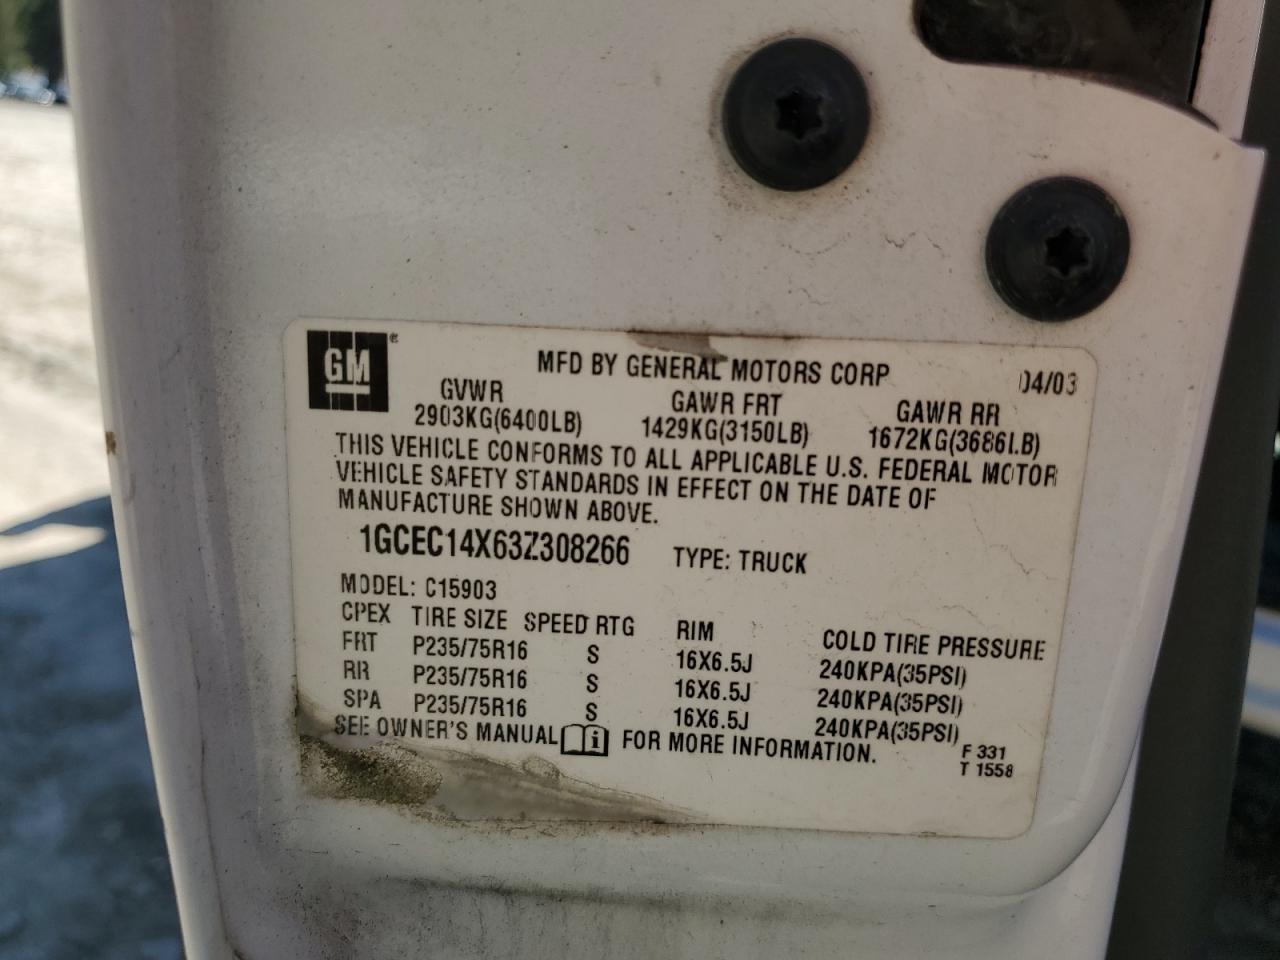 GM®
MFD BY GENERAL MOTORS CORP 04/03
GVWR GAWR FRT GAWR RR
2903KG(6400LB) 1429KG(3150LB) 1672KG(3686LB)
THIS VEHICLE CONFORMS TO ALL APPLICABLE U.S. FEDERAL MOTOR
VEHICLE SAFETY STANDARDS IN EFFECT ON THE DATE OF
MANUFACTURE SHOWN ABOVE.
1GCEC14X63Z308266 TYPE: TRUCK
MODEL: C15903
CPEX TIRE SIZE SPEED RTG RIM COLD TIRE PRESSURE
FRT P235/75R16 S 16X6.5J 240KPA(35PSI)
RR P235/75R16 S 16X6.5J 240KPA(35PSI)
SPA P235/75R16 S 16X6.5J 240KPA(35PSI)
SEE OWNER'S MANUAL i FOR MORE INFORMATION.
F 331
T 1558